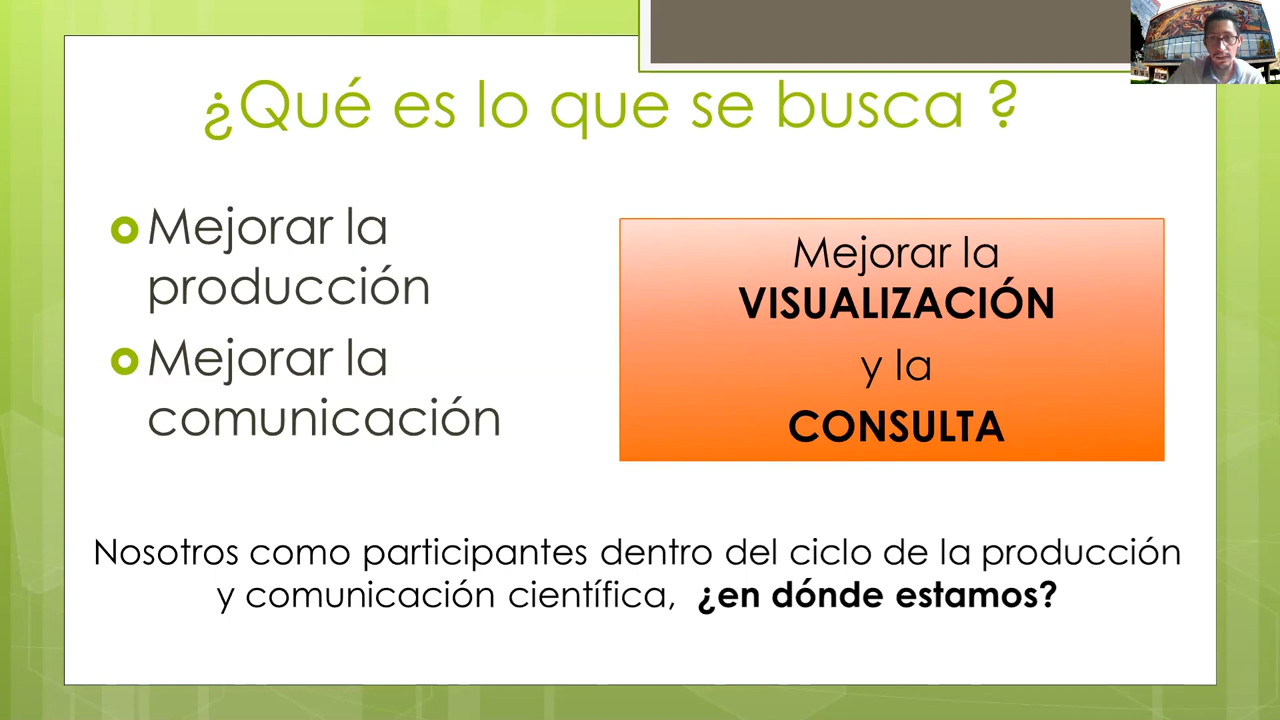 ¿Qué es lo que se busca ?
Mejorar la
producción
Mejorar la
comunicación
Mejorar la
VISUALIZACIÓN
y la
CONSULTA
Nosotros como participantes dentro del ciclo de la producción
y comunicación científica, ¿en dónde estamos?